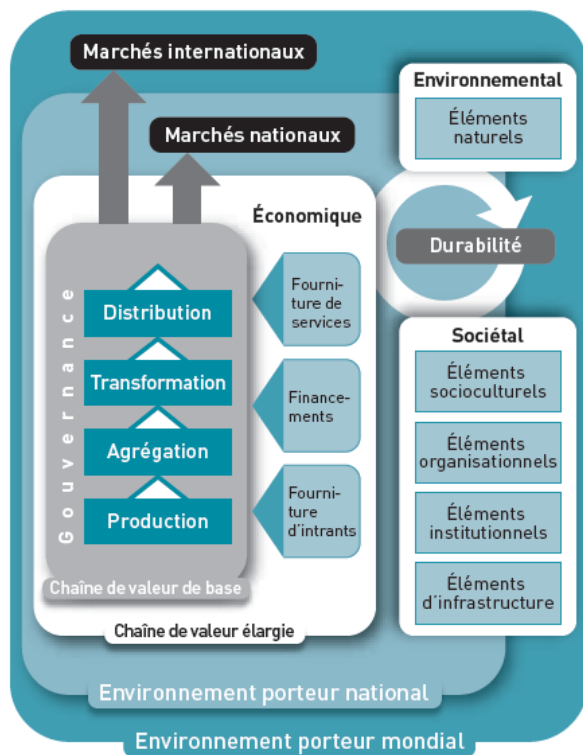 Marchés internationaux
Marchés nationaux
Environnemental
Éléments
naturels
Durabilité
Économique
Gouvernance
Distribution
Transformation
Agrégation
Production
Fourni-
ture de
services
Finance-
ments
Fourni-
ture
d'intrants
Sociétal
Éléments
socioculturels
Éléments
organisationnels
Éléments
institutionnels
Éléments
d'infrastructure
Chaîne de valeur de base
Chaîne de valeur élargie
Environnement porteur national
Environnement porteur mondial